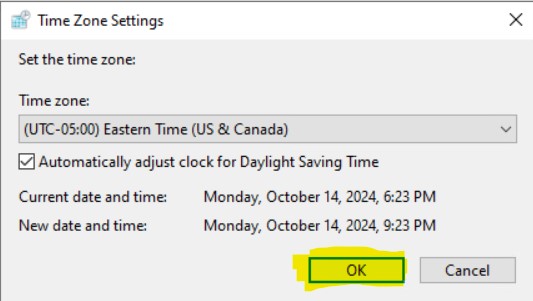 Time Zone Settings
Set the time zone:
Time zone:
(UTC-05:00) Eastern Time (US & Canada)
Automatically adjust clock for Daylight Saving Time
Current date and time: Monday, October 14, 2024, 6:23 PM
New date and time: Monday, October 14, 2024, 9:23 PM
OK Cancel